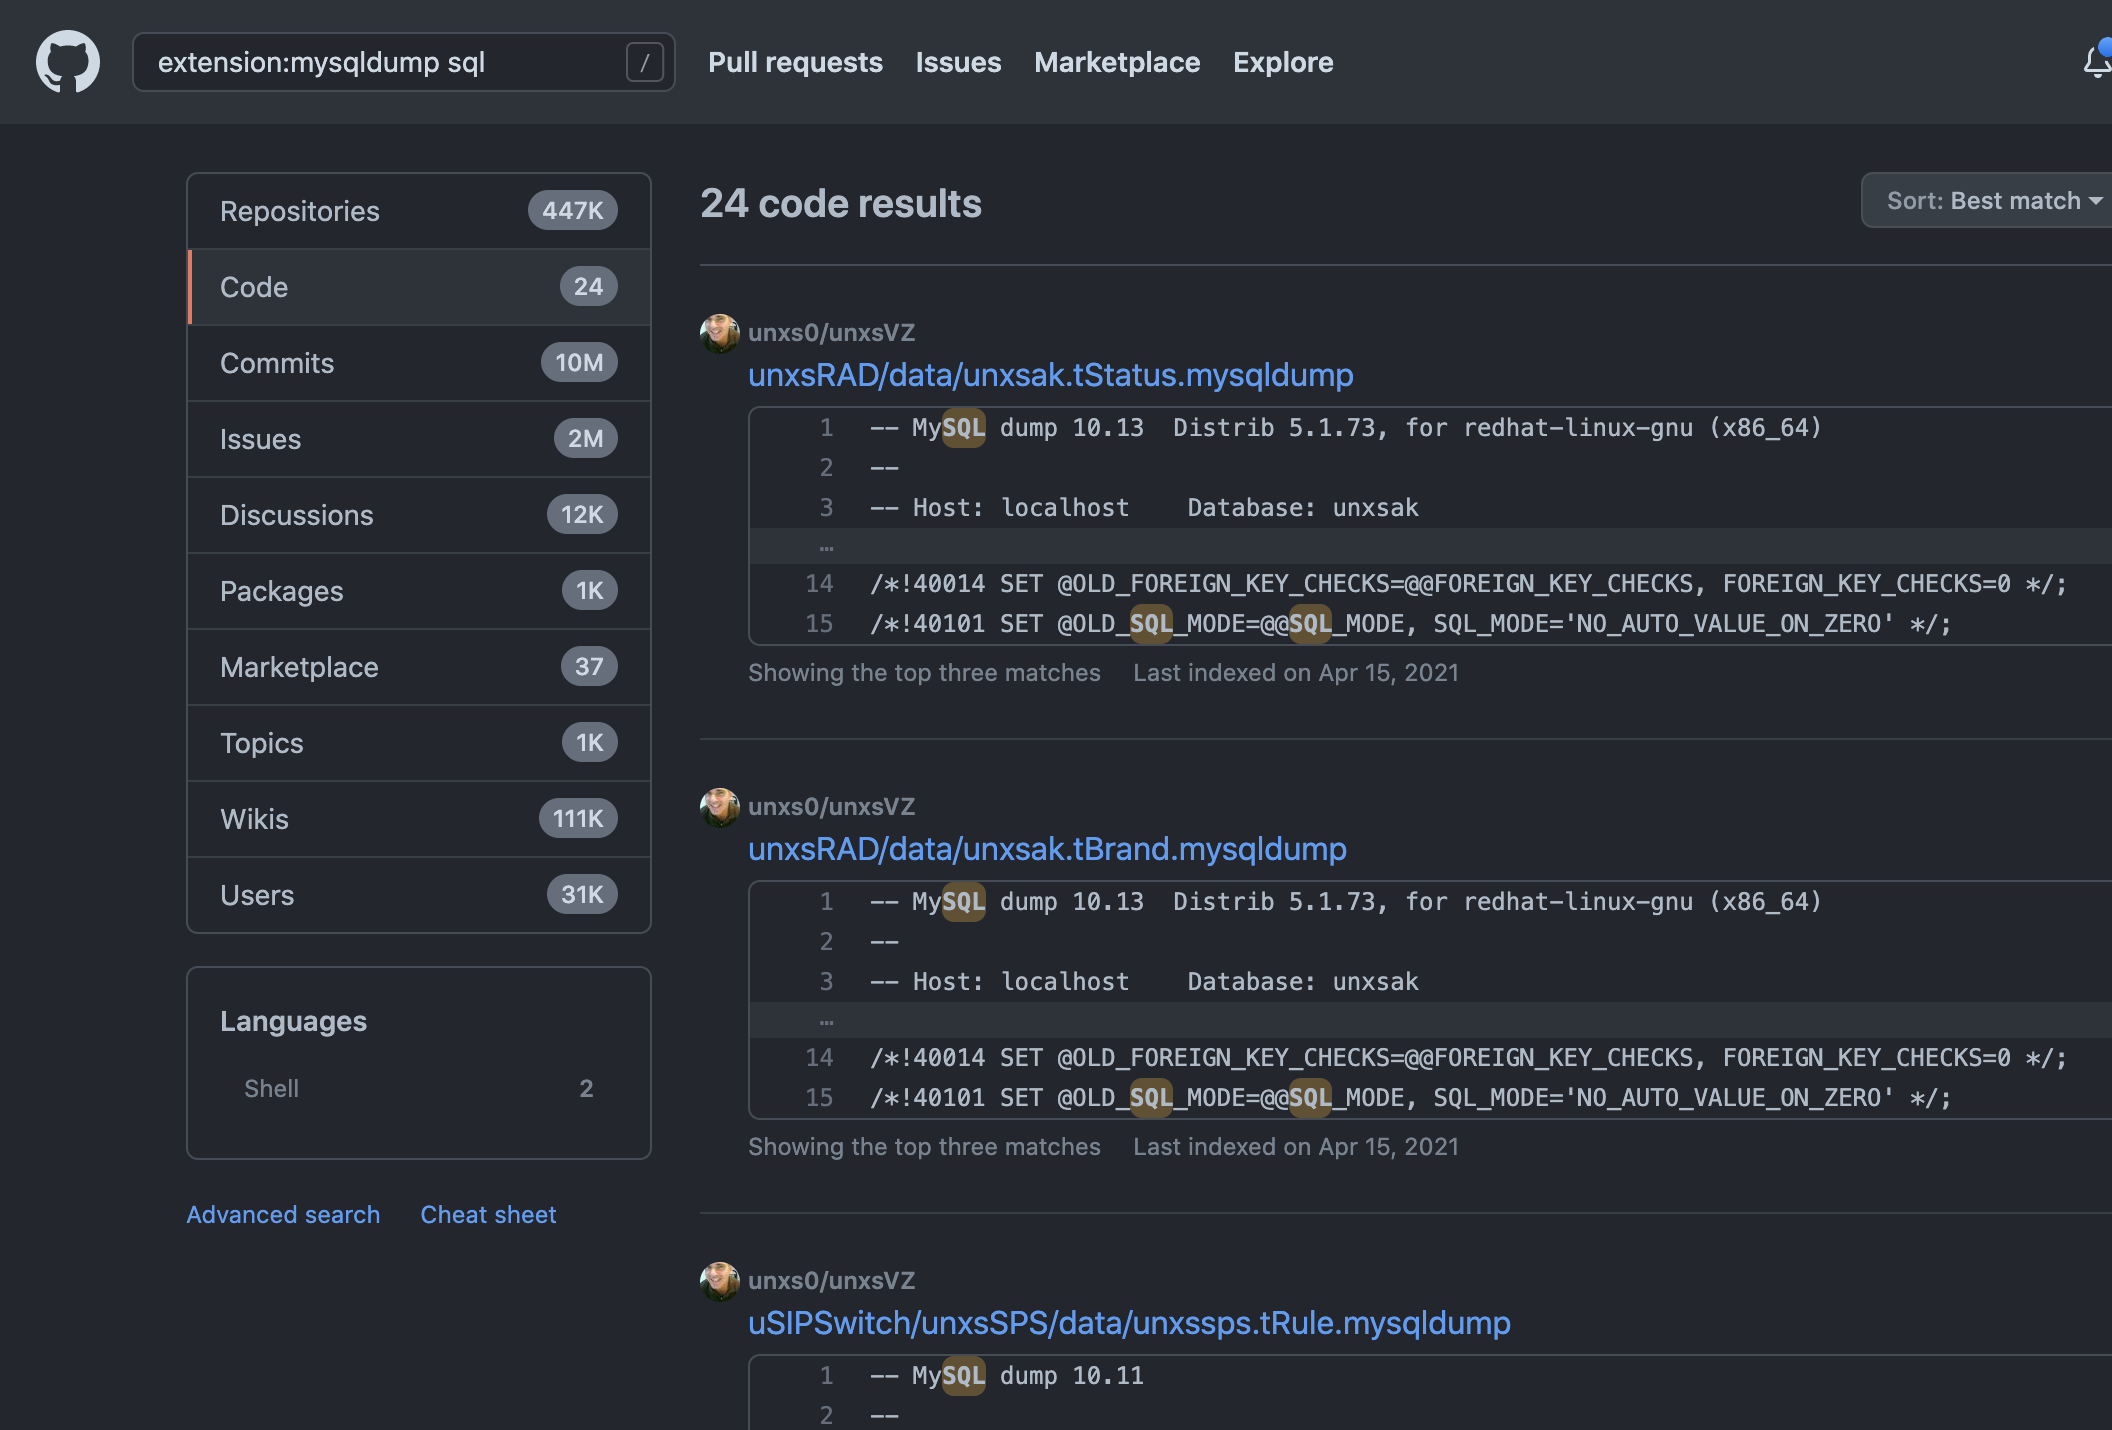 extension:mysqldump sql /
Pull requests Issues Marketplace Explore
Repositories 447K
Code 24
Commits 10M
Issues 2M
Discussions 12K
Packages 1K
Marketplace 37
Topics 1K
Wikis 111K
Users 31K
Languages
Shell 2
Advanced search Cheat sheet
24 code results
Sort: Best match
unxs0/unxsVZ
unxsRAD/data/unxsak.tStatus.mysqldump
1 -- MySQL dump 10.13  Distrib 5.1.73, for redhat-linux-gnu (x86_64)
2 --
3 -- Host: localhost    Database: unxsak
…
14 /*!40014 SET @OLD_FOREIGN_KEY_CHECKS=@@FOREIGN_KEY_CHECKS, FOREIGN_KEY_CHECKS=0 */;
15 /*!40101 SET @OLD_SQL_MODE=@@SQL_MODE, SQL_MODE='NO_AUTO_VALUE_ON_ZERO' */;
Showing the top three matches Last indexed on Apr 15, 2021
unxs0/unxsVZ
unxsRAD/data/unxsak.tBrand.mysqldump
1 -- MySQL dump 10.13  Distrib 5.1.73, for redhat-linux-gnu (x86_64)
2 --
3 -- Host: localhost    Database: unxsak
…
14 /*!40014 SET @OLD_FOREIGN_KEY_CHECKS=@@FOREIGN_KEY_CHECKS, FOREIGN_KEY_CHECKS=0 */;
15 /*!40101 SET @OLD_SQL_MODE=@@SQL_MODE, SQL_MODE='NO_AUTO_VALUE_ON_ZERO' */;
Showing the top three matches Last indexed on Apr 15, 2021
unxs0/unxsVZ
uSIPSwitch/unxsSPS/data/unxssps.tRule.mysqldump
1 -- MySQL dump 10.11
2 --